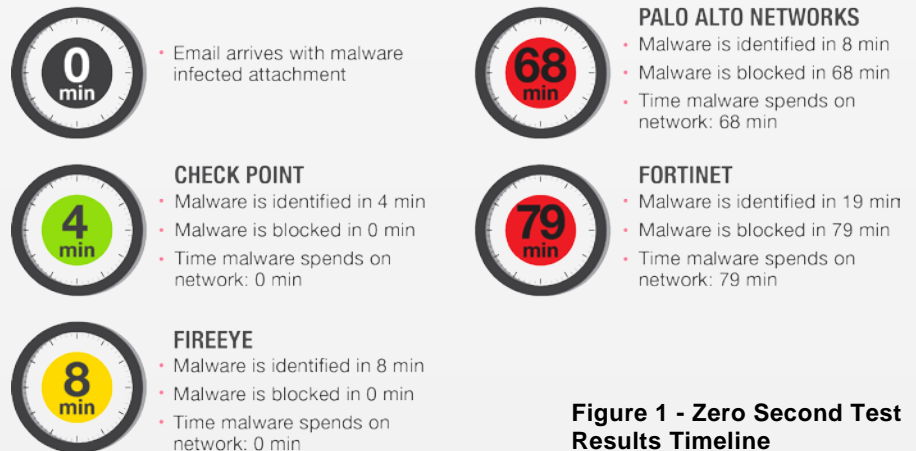 0
min
• Email arrives with malware
infected attachment
CHECK POINT
4
min
• Malware is identified in 4 min
• Malware is blocked in 0 min
• Time malware spends on
network: 0 min
FIREEYE
8
min
• Malware is identified in 8 min
• Malware is blocked in 0 min
• Time malware spends on
network: 0 min
PALO ALTO NETWORKS
68
min
• Malware is identified in 8 min
• Malware is blocked in 68 min
• Time malware spends on
network: 68 min
FORTINET
79
min
• Malware is identified in 19 min
• Malware is blocked in 79 min
• Time malware spends on
network: 79 min
Figure 1 - Zero Second Test
Results Timeline